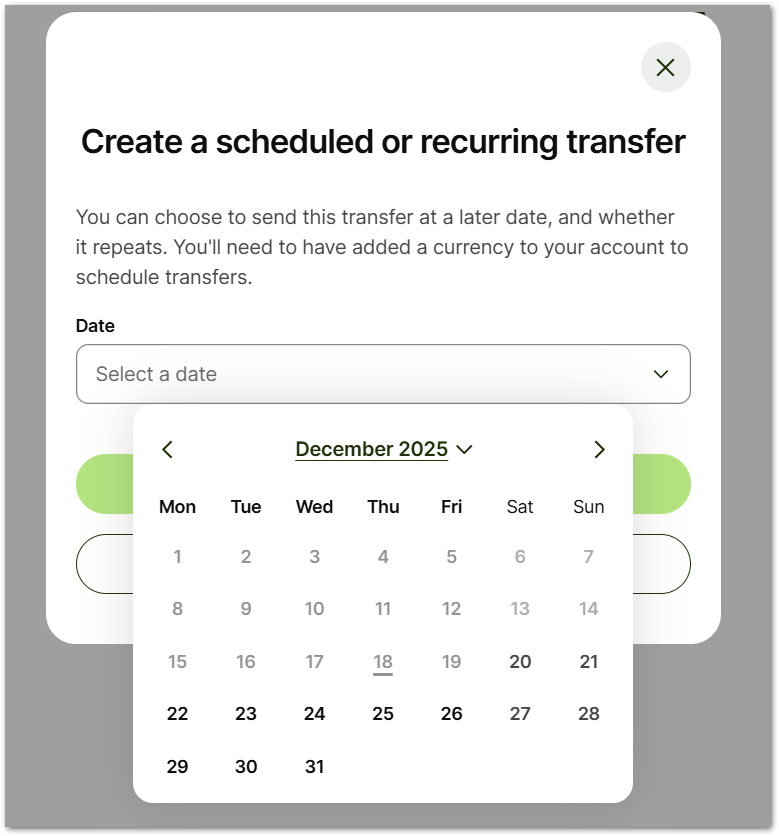 Create a scheduled or recurring transfer
You can choose to send this transfer at a later date, and whether
it repeats. You'll need to have added a currency to your account to
schedule transfers.
Date
Select a date
December 2025
Mon Tue Wed Thu Fri Sat Sun
1 2 3 4 5 6 7
8 9 10 11 12 13 14
15 16 17 18 19 20 21
22 23 24 25 26 27 28
29 30 31